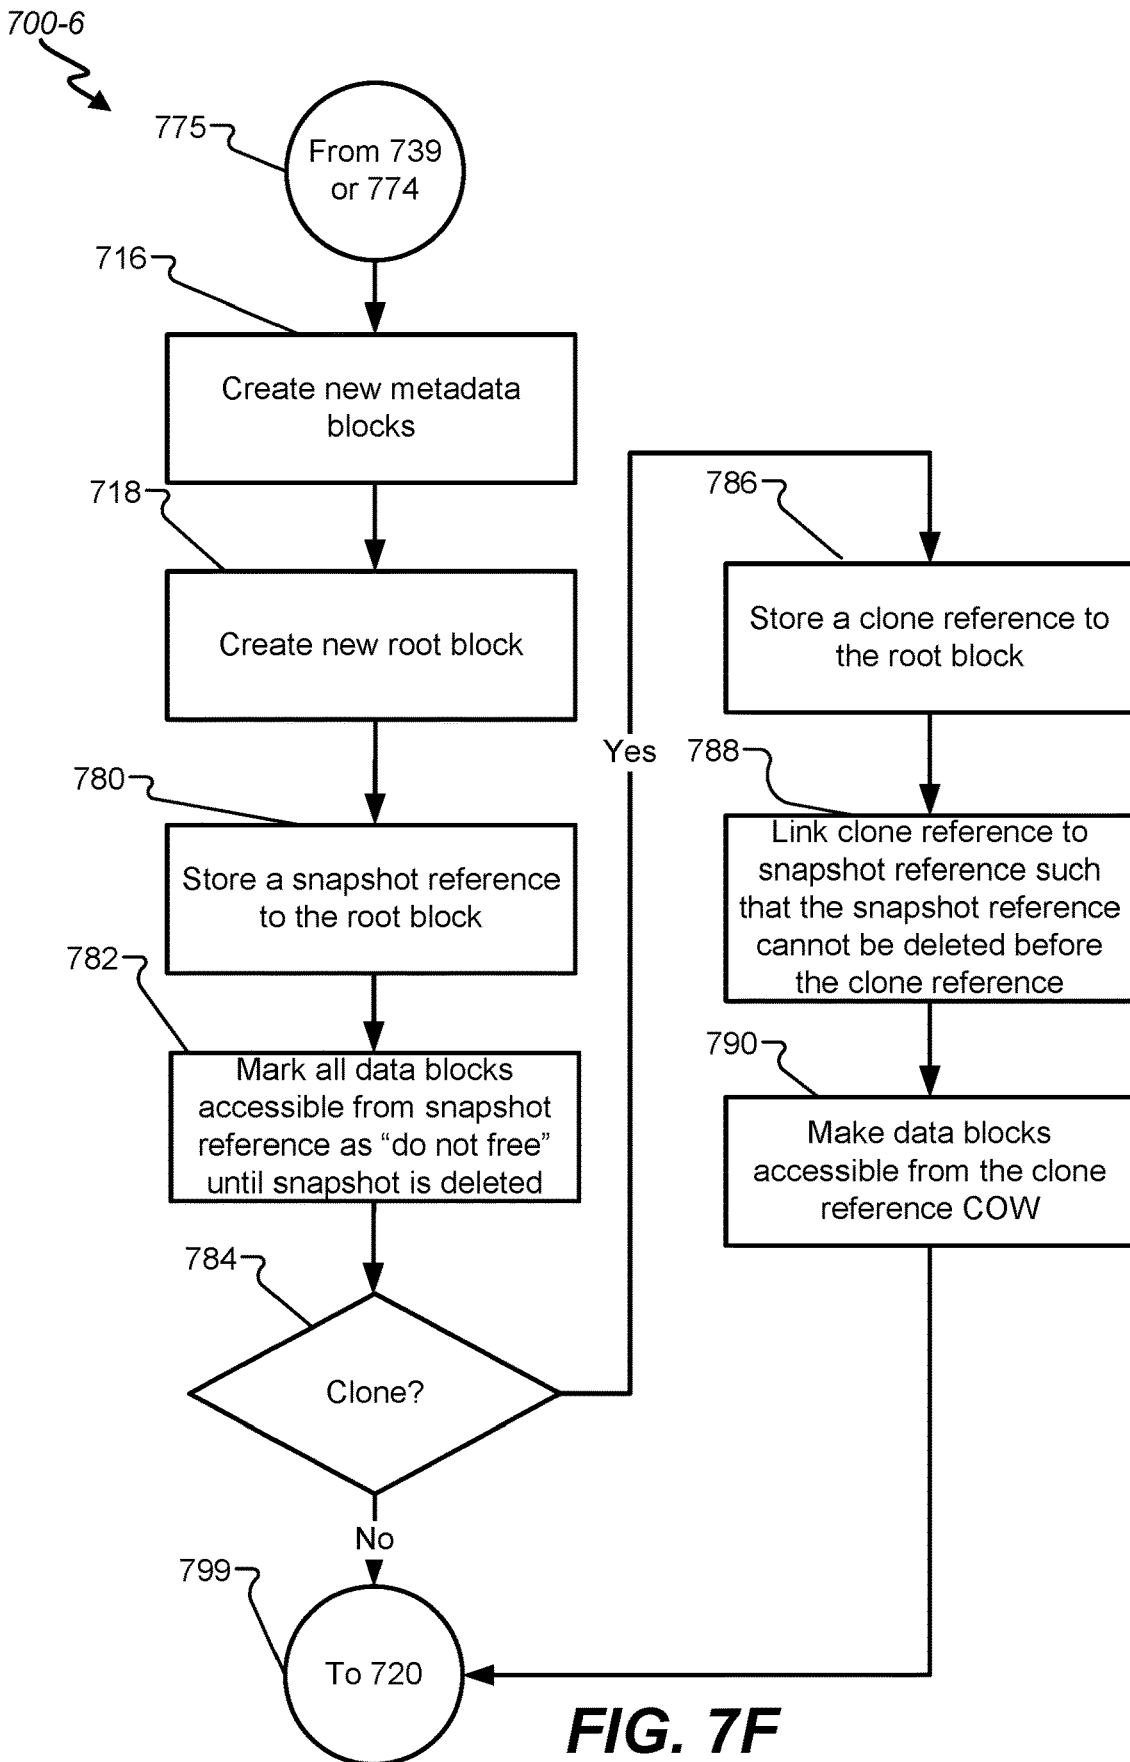 700-6
775
From 739
or 774
716
Create new metadata
blocks
718
Create new root block
780
Store a snapshot reference
to the root block
782
Mark all data blocks
accessible from snapshot
reference as “do not free”
until snapshot is deleted
784
Clone?
Yes
No
786
Store a clone reference to
the root block
788
Link clone reference to
snapshot reference such
that the snapshot reference
cannot be deleted before
the clone reference
790
Make data blocks
accessible from the clone
reference COW
799
To 720
FIG. 7F